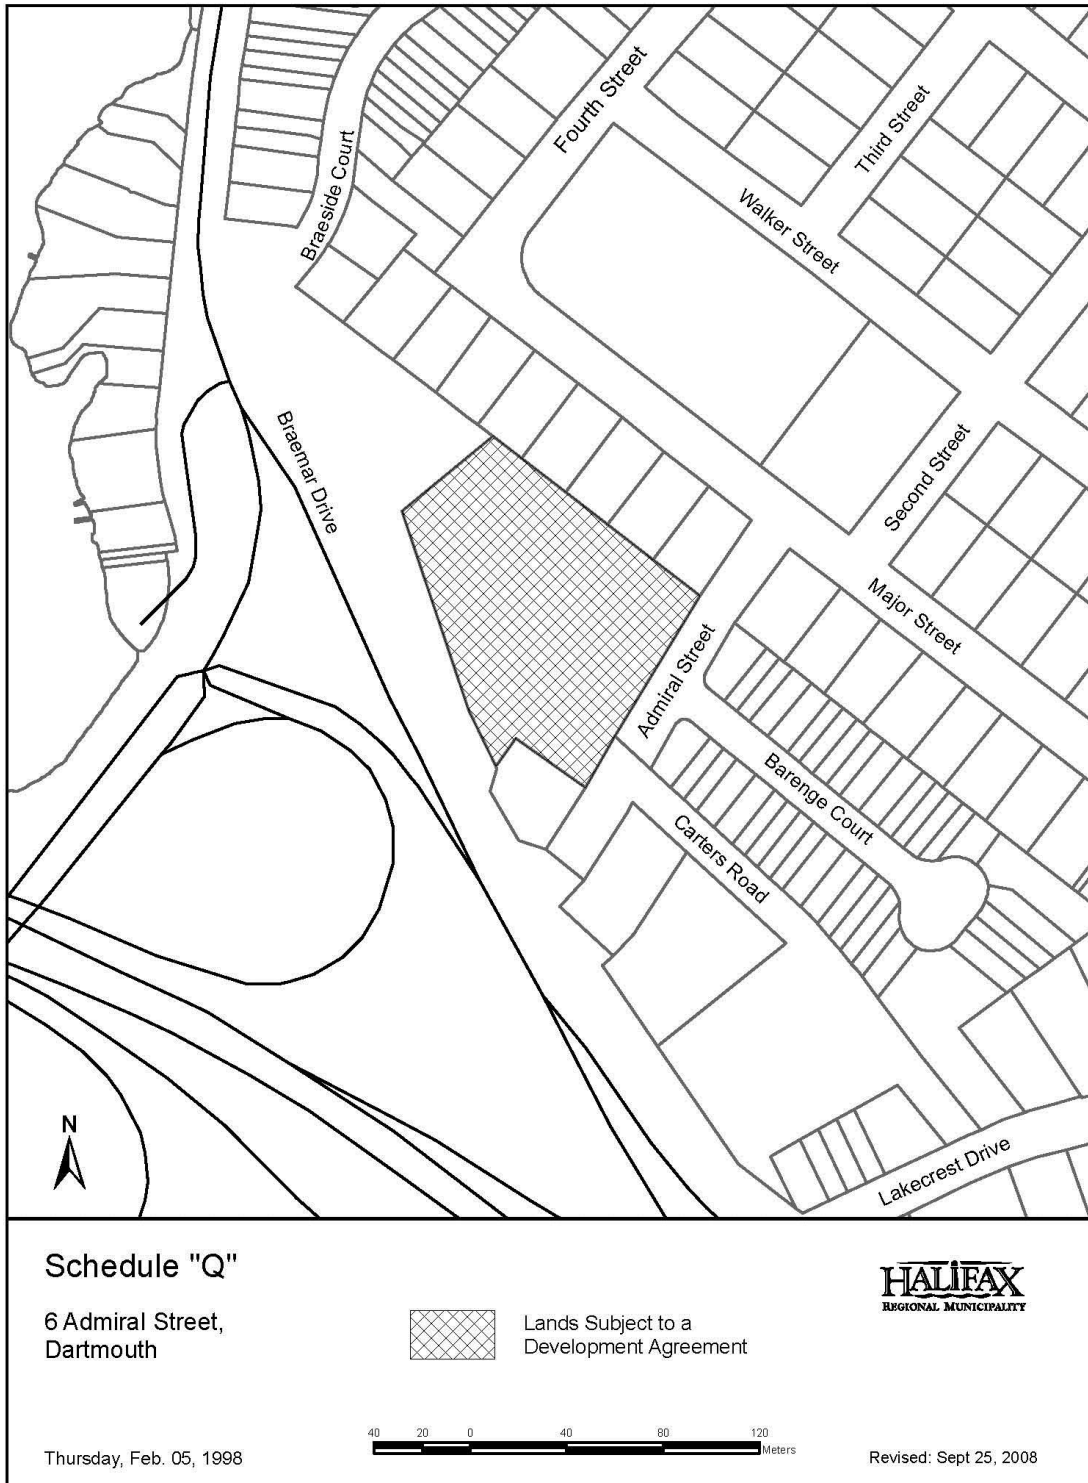 Fourth Street
Third Street
Braeside Court
Walker Street
Braemar Drive
Second Street
Major Street
Admiral Street
Barenge Court
Carters Road
Lakecrest Drive
N
Schedule "Q"
6 Admiral Street,
Dartmouth
Lands Subject to a
Development Agreement
HALIFAX
REGIONAL MUNICIPALITY
40 20 0 40 80 120
Meters
Thursday, Feb. 05, 1998
Revised: Sept 25, 2008